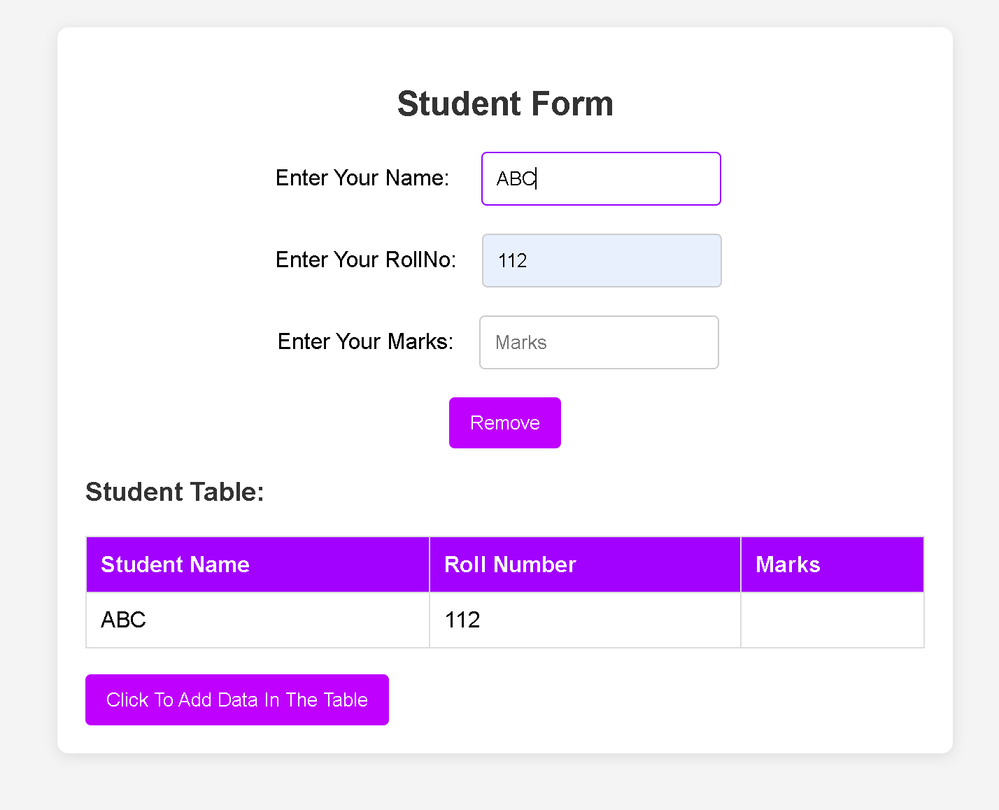 Student Form
Enter Your Name: ABC
Enter Your RollNo: 112
Enter Your Marks: Marks
Remove
Student Table:
Student Name Roll Number Marks
ABC 112
Click To Add Data In The Table